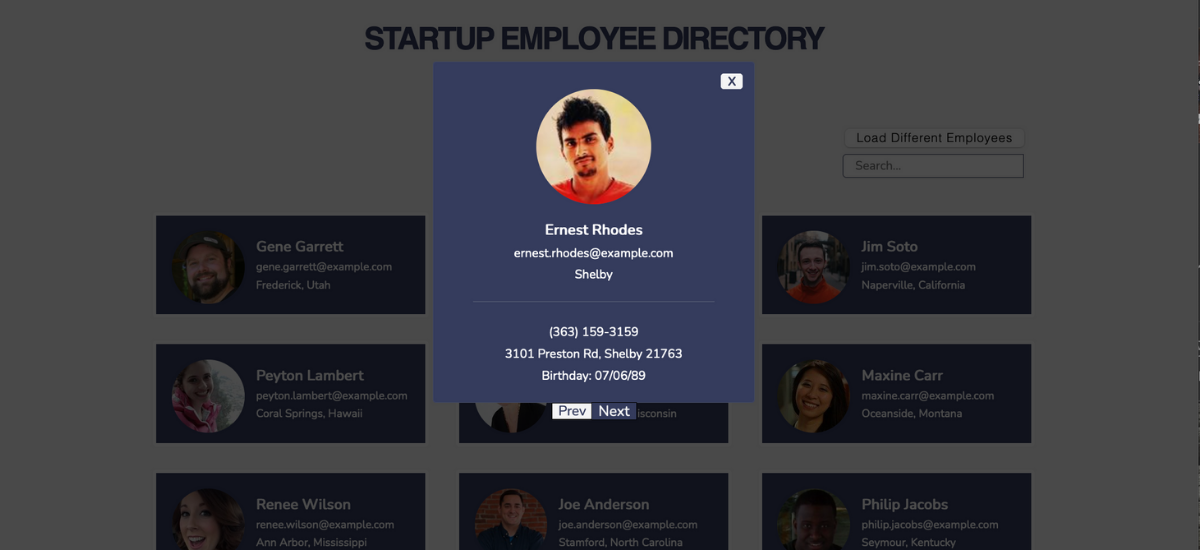 STARTUP EMPLOYEE DIRECTORY
X
Load Different Employees
Search...
Ernest Rhodes
ernest.rhodes@example.com
Shelby
(363) 159-3159
3101 Preston Rd, Shelby 21763
Birthday: 07/06/89
Prev Next
Gene Garrett
gene.garrett@example.com
Frederick, Utah
Jim Soto
jim.soto@example.com
Naperville, California
Peyton Lambert
peyton.lambert@example.com
Coral Springs, Hawaii
isconsin
Maxine Carr
maxine.carr@example.com
Oceanside, Montana
Renee Wilson
renee.wilson@example.com
Ann Arbor, Mississippi
Joe Anderson
joe.anderson@example.com
Stamford, North Carolina
Philip Jacobs
philip.jacobs@example.com
Seymour, Kentucky